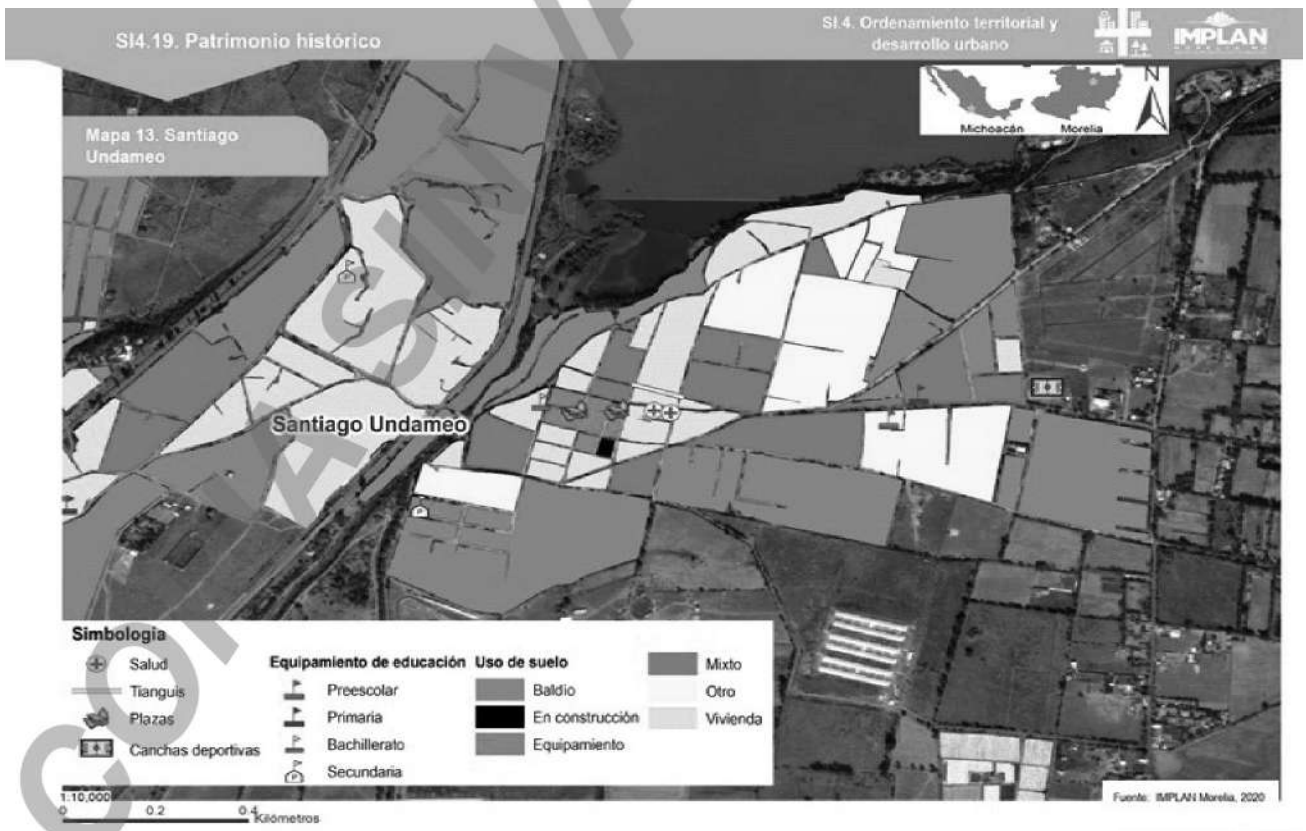 SI4.19. Patrimonio histórico
SI.4. Ordenamiento territorial y
desarrollo urbano
IMPLAN
Mapa 13. Santiago
Undameo
Michoacán
Morelia
N
Santiago Undameo
Simbología
Salud
Tianguis
Plazas
Canchas deportivas
Equipamiento de educación
Preescolar
Primaria
Bachillerato
Secundaria
Uso de suelo
Baldío
En construcción
Equipamiento
Mixto
Otro
Vivienda
1:10,000
0 0.2 0.4
Kilómetros
Fuente: IMPLAN Morelia, 2020